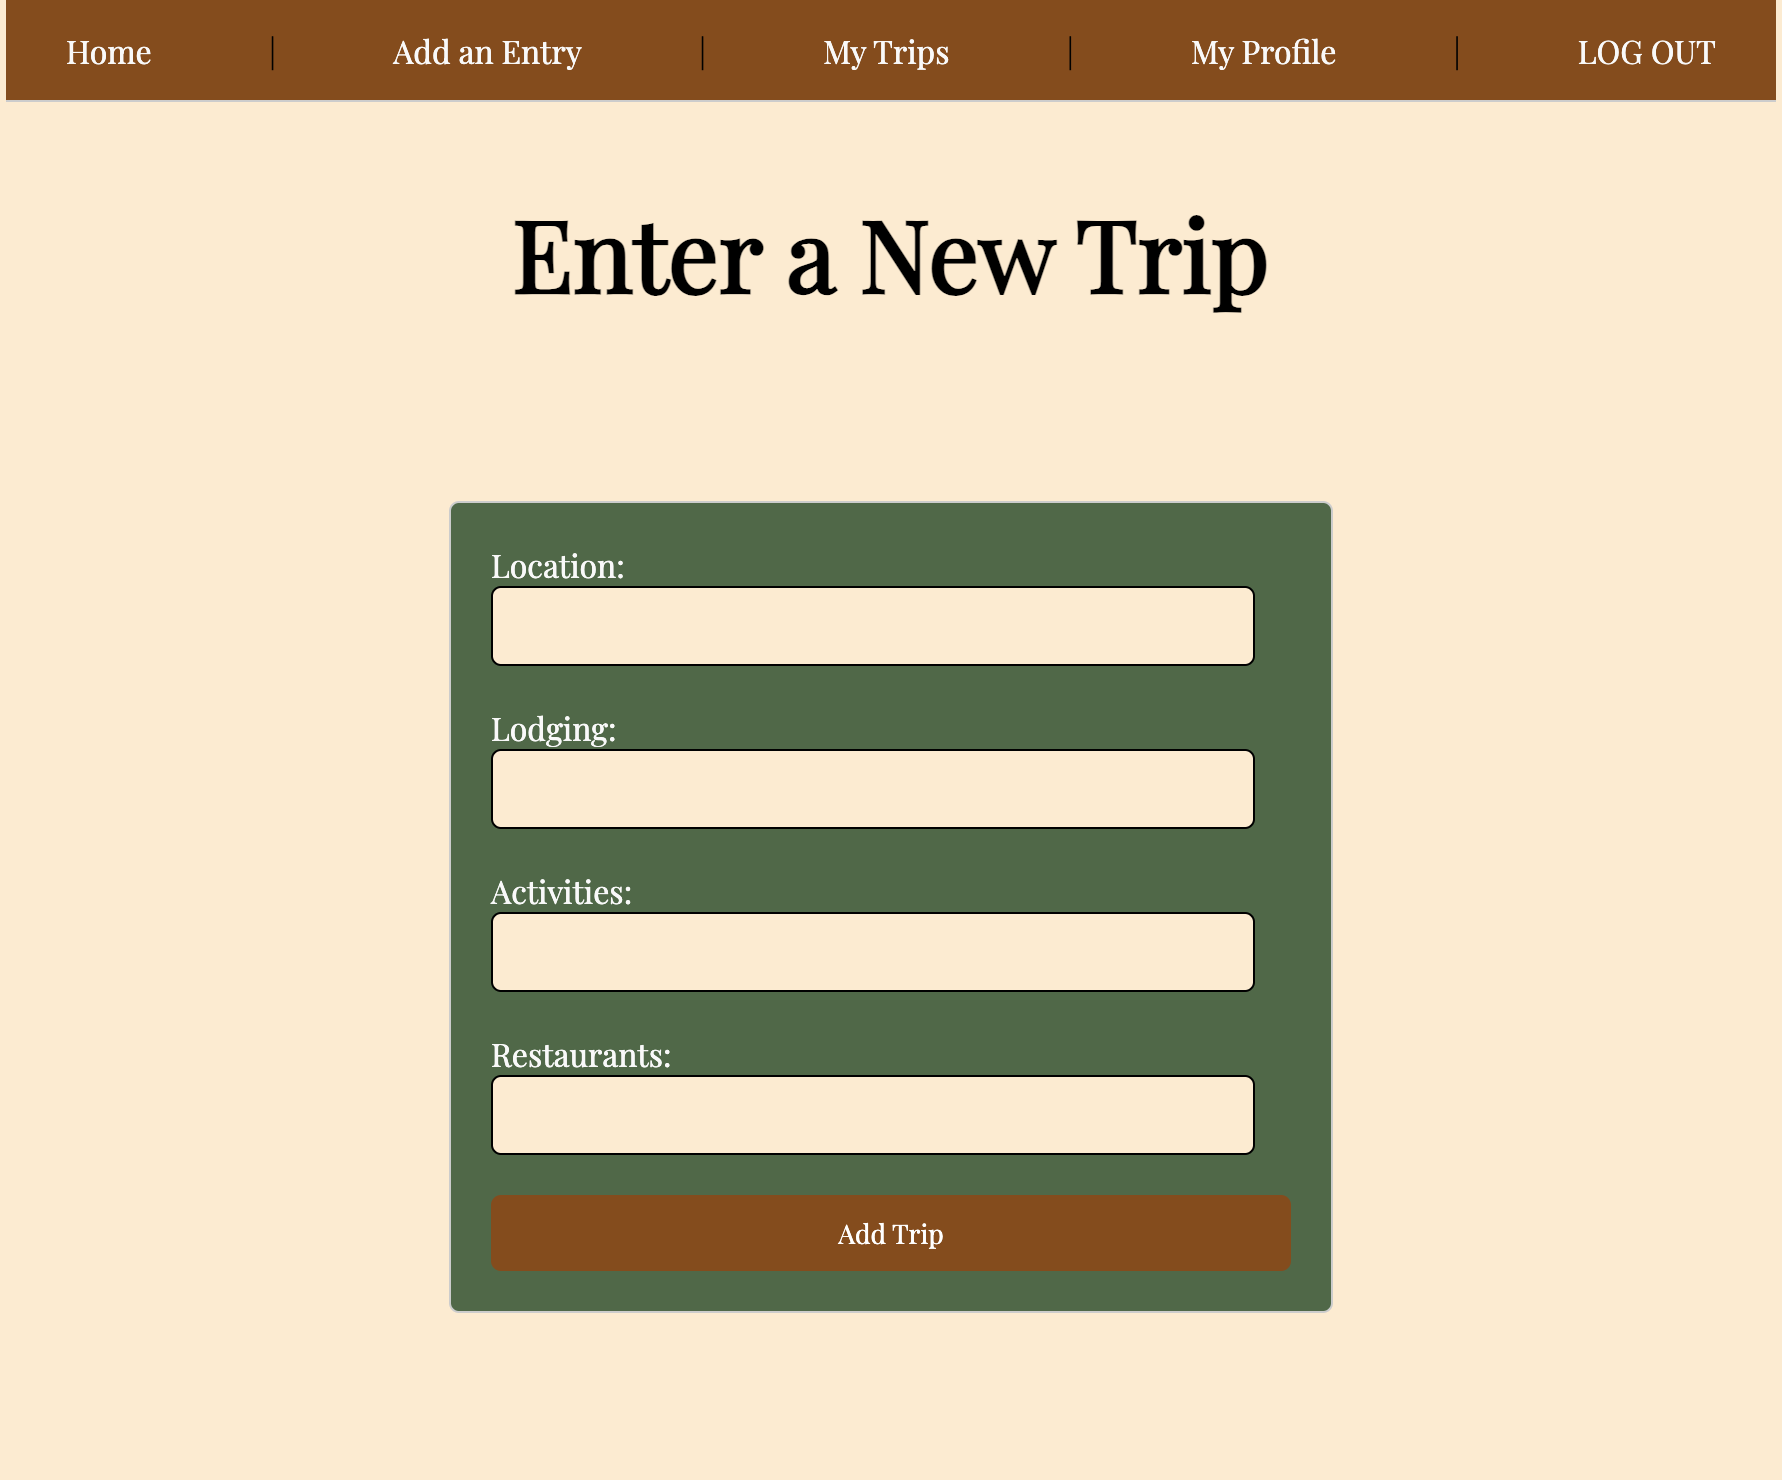 Home | Add an Entry | My Trips | My Profile | LOG OUT
Enter a New Trip
Location:
Lodging:
Activities:
Restaurants:
Add Trip